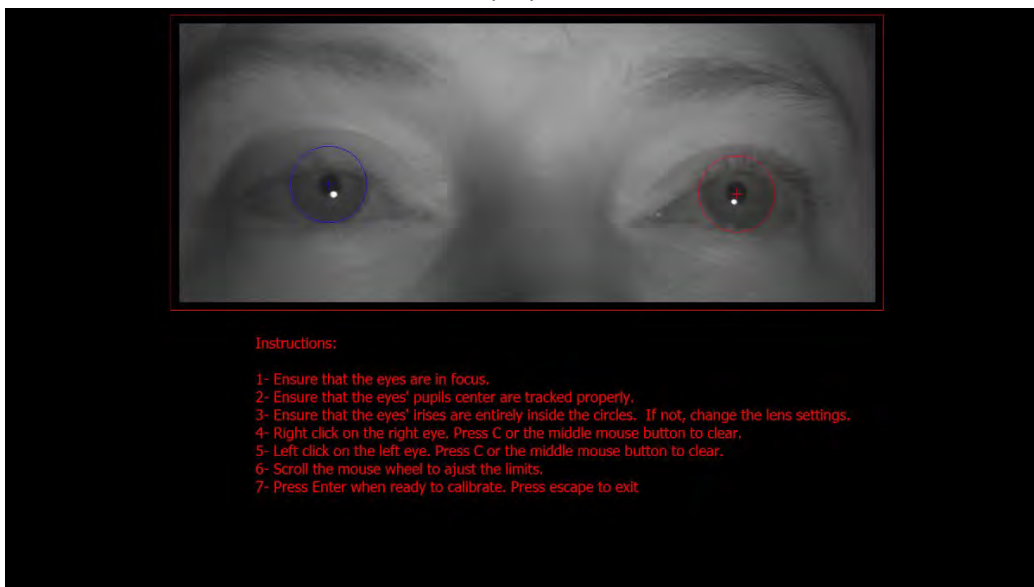 Instructions:
1- Ensure that the eyes are in focus.
2- Ensure that the eyes' pupils center are tracked properly.
3- Ensure that the eyes' irises are entirely inside the circles.  If not, change the lens settings.
4- Right click on the right eye. Press C or the middle mouse button to clear.
5- Left click on the left eye. Press C or the middle mouse button to clear.
6- Scroll the mouse wheel to ajust the limits.
7- Press Enter when ready to calibrate. Press escape to exit